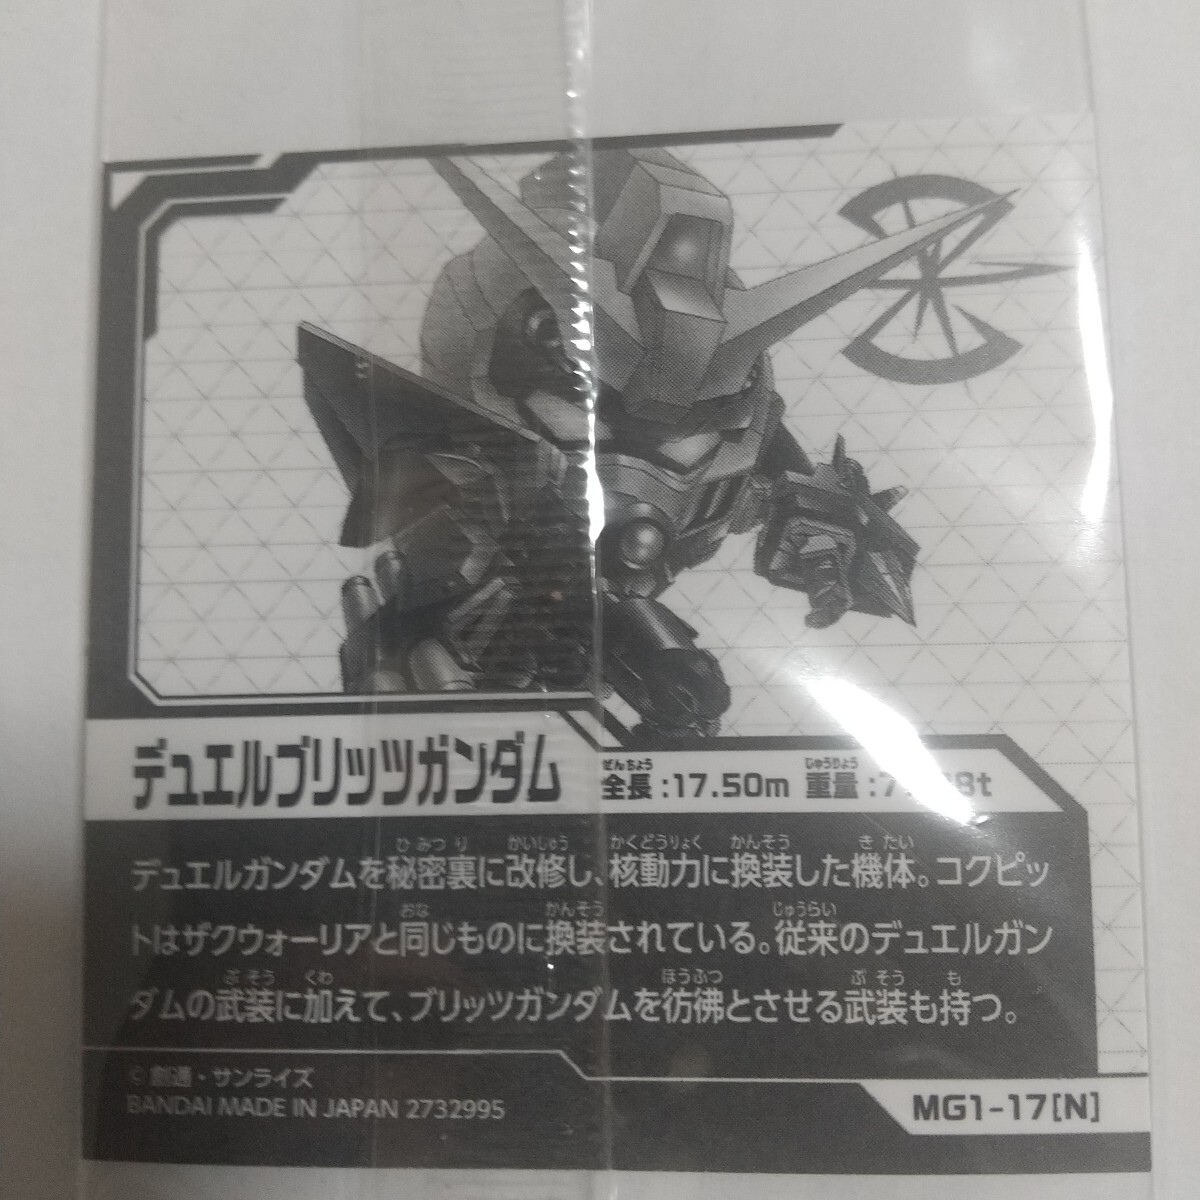 デュエルブリッツガンダム
ぜんちょう じゅうりょう
全長:17.50m 重量:
ひみつり かいしゅう かくどうりょく かんそう きたい
デュエルガンダムを秘密裏に改修し、核動力に換装した機体。コクピッ
おな かんそう じゅうらい
トはザクウォーリアと同じものに換装されている。従来のデュエルガン
ぶそう くわ ほうふつ ぶそう も
ダムの武装に加えて、ブリッツガンダムを彷彿とさせる武装も持つ。
©創通・サンライズ
BANDAI MADE IN JAPAN 2732995
MG1-17[N]